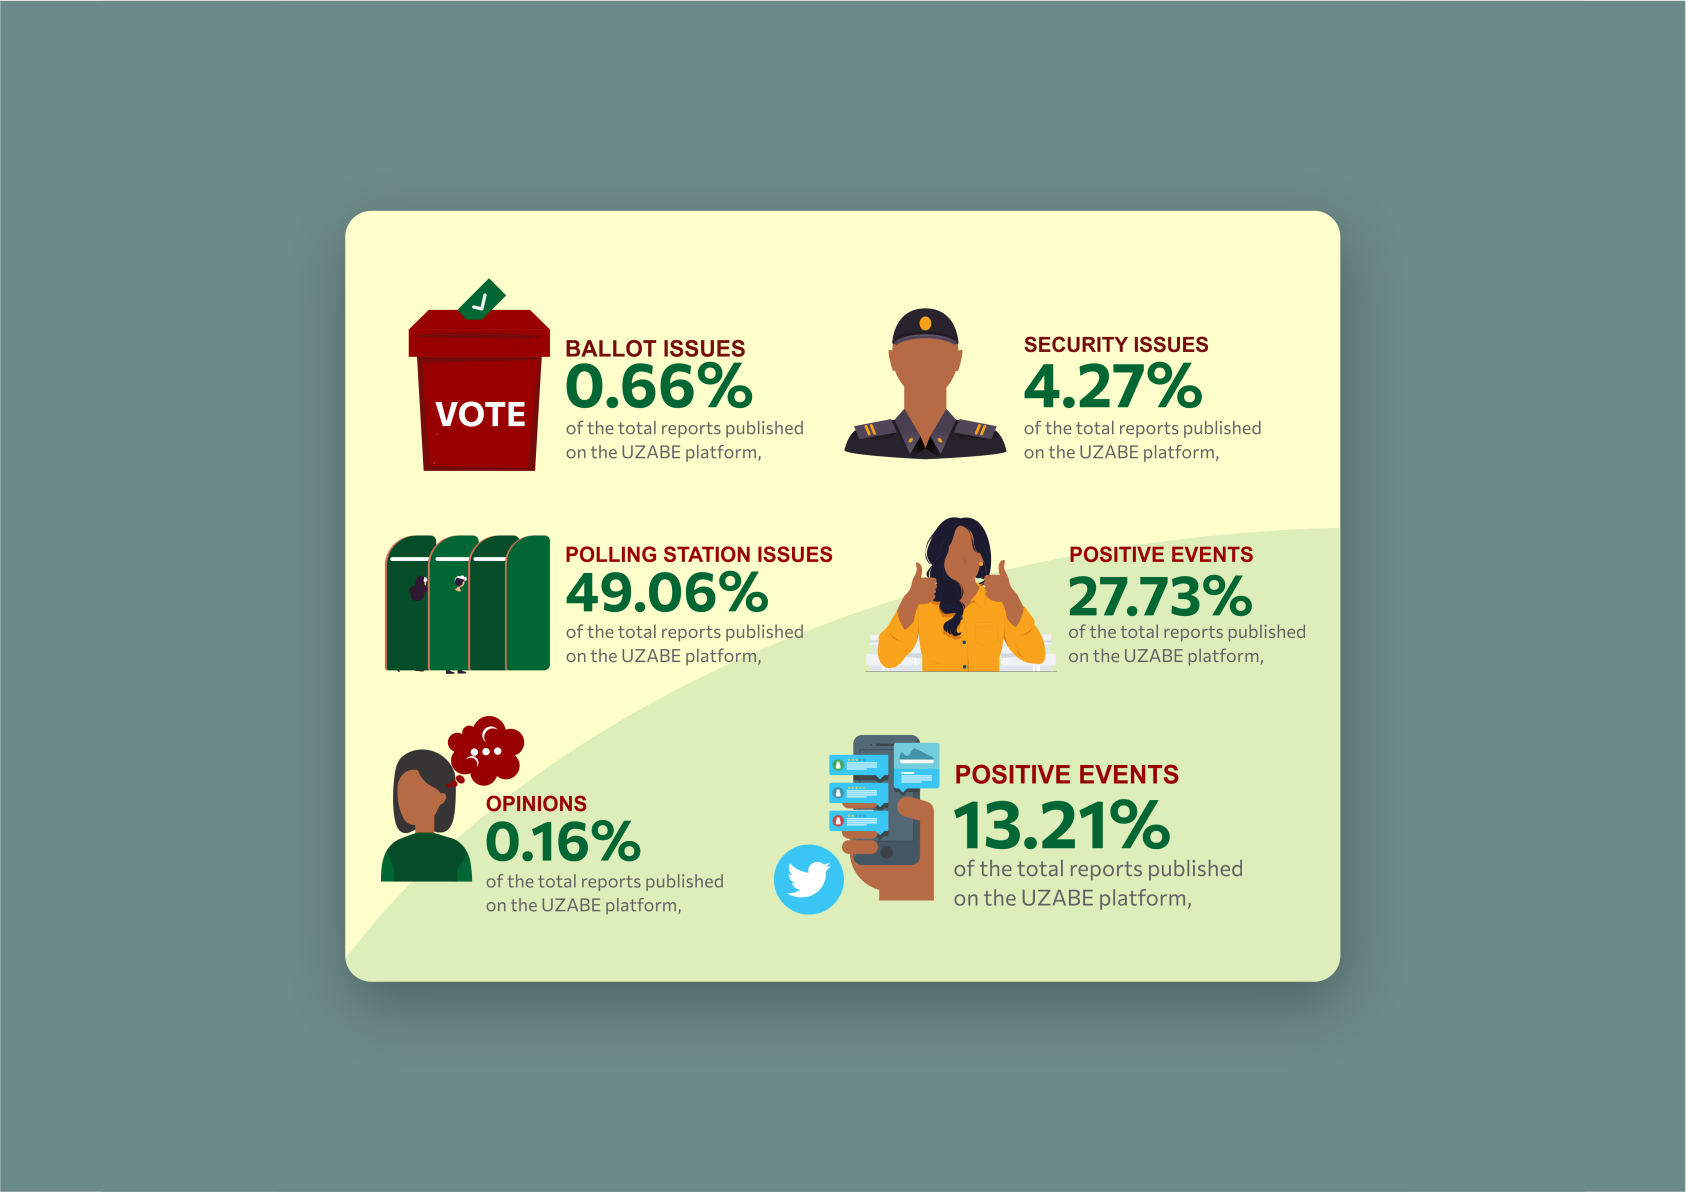 VOTE
BALLOT ISSUES
0.66%
of the total reports published
on the UZABE platform,
SECURITY ISSUES
4.27%
of the total reports published
on the UZABE platform,
POLLING STATION ISSUES
49.06%
of the total reports published
on the UZABE platform,
POSITIVE EVENTS
27.73%
of the total reports published
on the UZABE platform,
OPINIONS
0.16%
of the total reports published
on the UZABE platform,
POSITIVE EVENTS
13.21%
of the total reports published
on the UZABE platform,